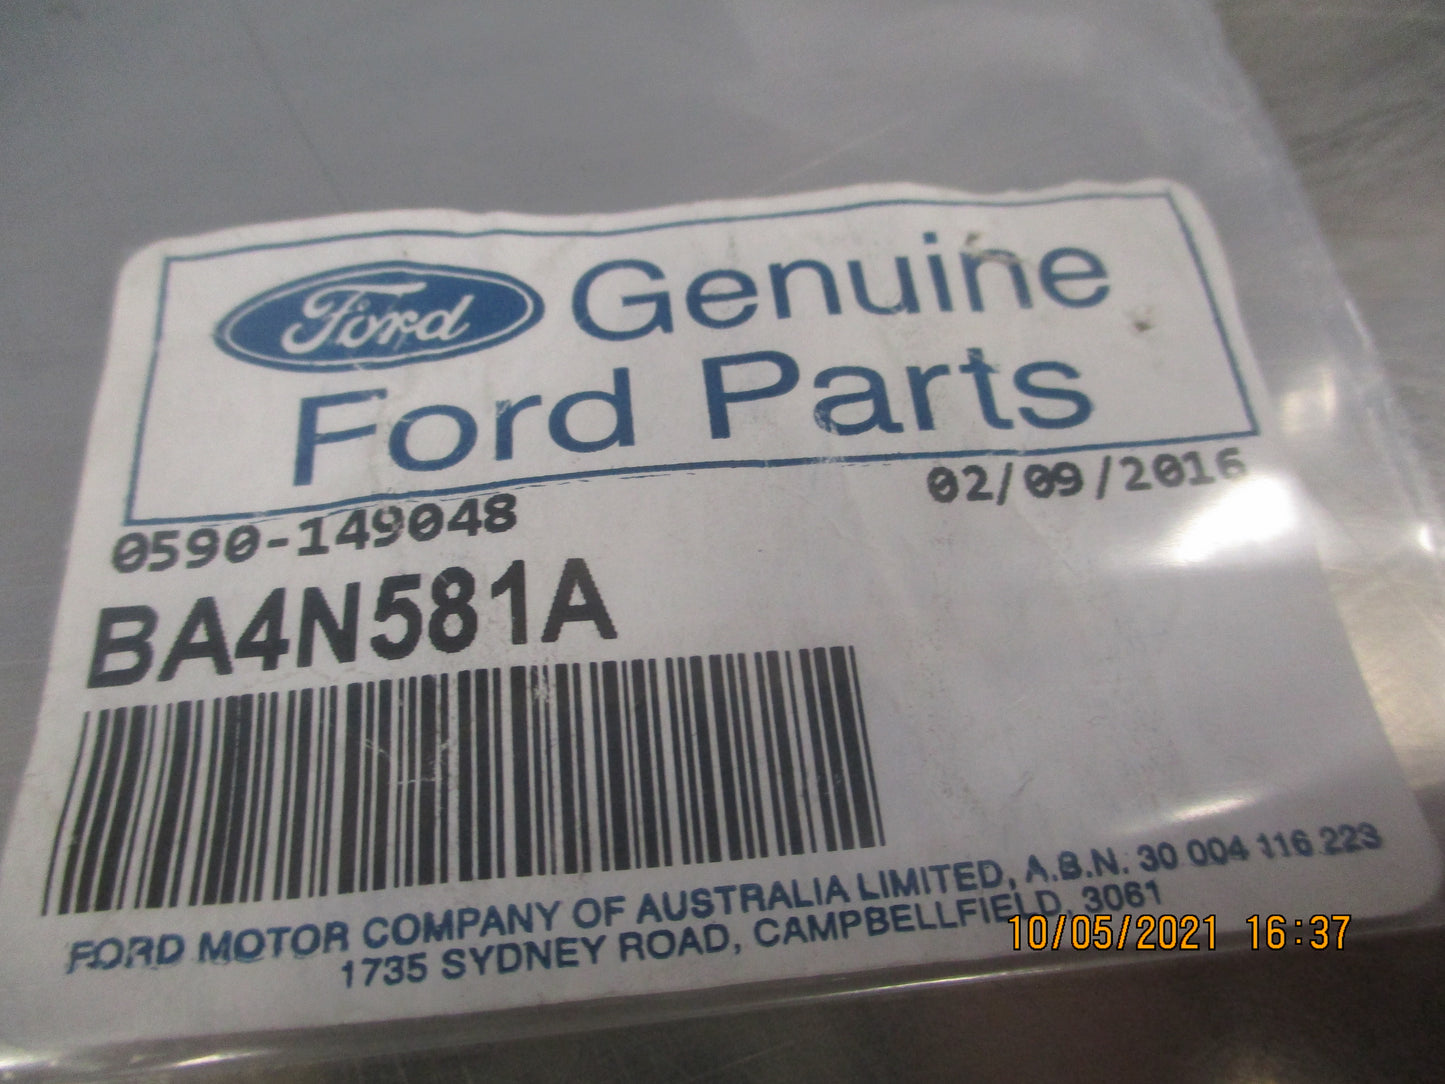 Ford Genuine
Ford Parts
0590-149048 02/09/2016
BA4N581A
FORD MOTOR COMPANY OF AUSTRALIA LIMITED, A.B.N. 30 004 116 223
1735 SYDNEY ROAD, CAMPBELLFIELD, 3061
10/05/2021 16:37